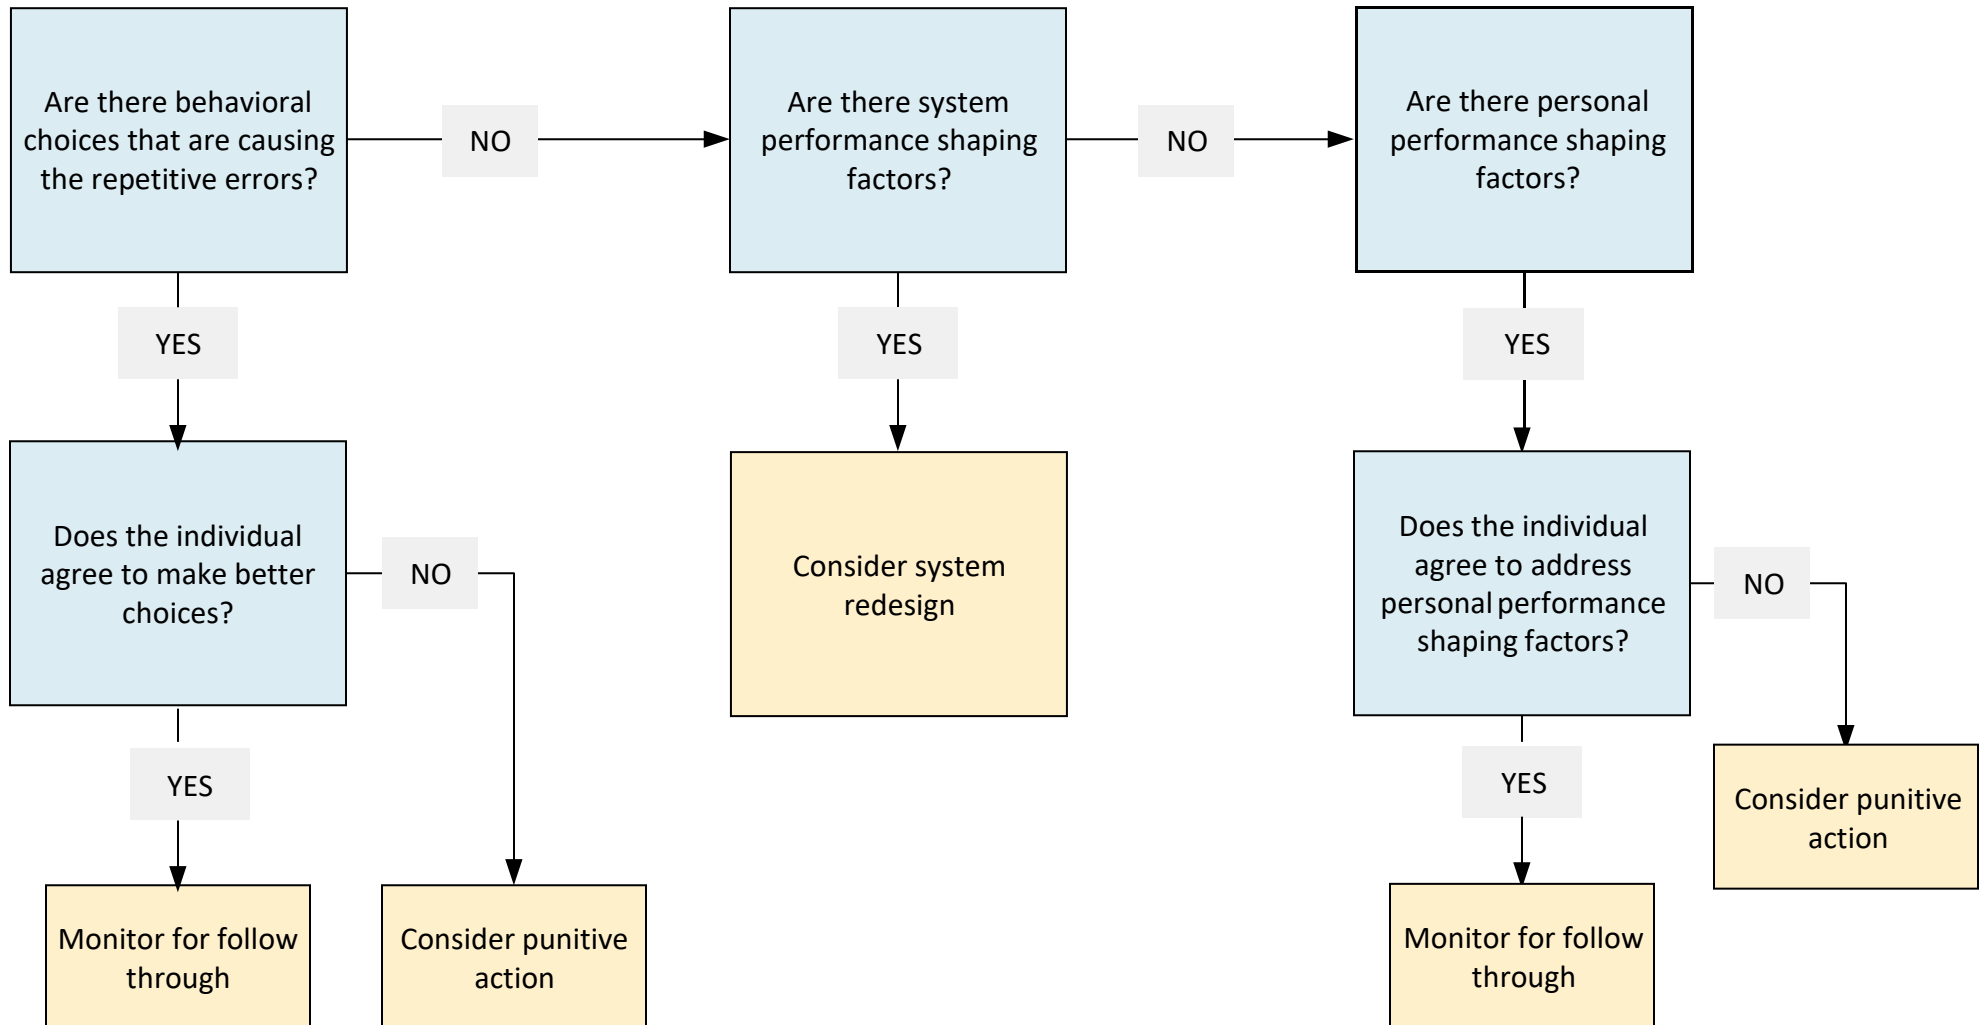 Are there behavioral
choices that are causing
the repetitive errors?
NO
Are there system
performance shaping
factors?
NO
Are there personal
performance shaping
factors?
YES
YES
YES
Does the individual
agree to make better
choices?
NO
Consider system
redesign
Does the individual
agree to address
personal performance
shaping factors?
NO
YES
YES
Consider punitive
action
Monitor for follow
through
Consider punitive
action
Monitor for follow
through